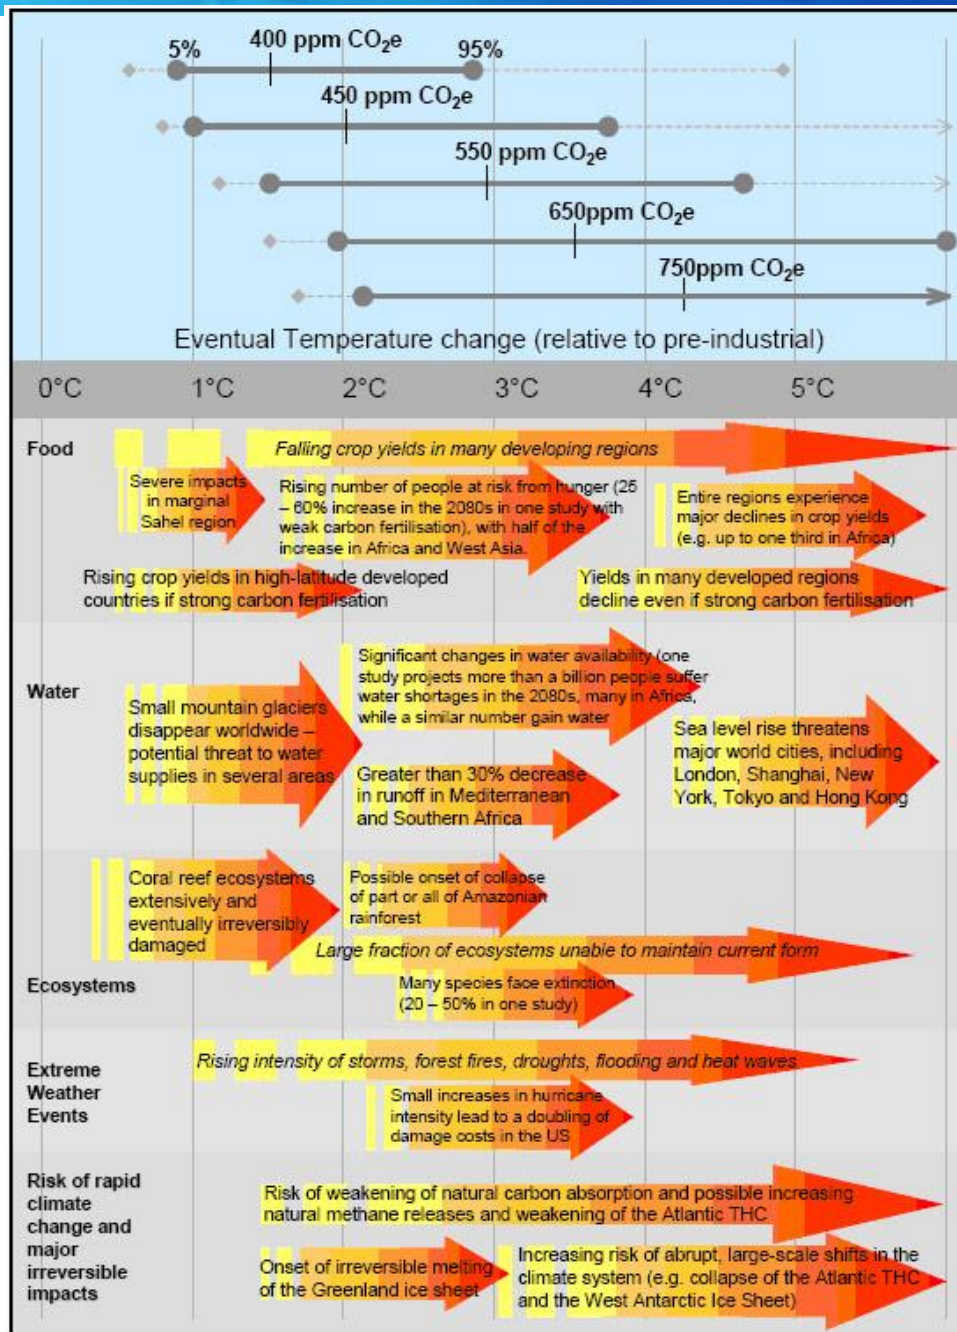 400 ppm CO₂e
5%
95%
450 ppm CO₂e
550 ppm CO₂e
650ppm CO₂e
750ppm CO₂e
Eventual Temperature change (relative to pre-industrial)
0°C 1°C 2°C 3°C 4°C 5°C
Food
Falling crop yields in many developing regions
Severe impacts
in marginal
Sahel region
Rising number of people at risk from hunger (25
– 60% increase in the 2080s in one study with
weak carbon fertilisation), with half of the
increase in Africa and West Asia.
Entire regions experience
major declines in crop yields
(e.g. up to one third in Africa)
Rising crop yields in high-latitude developed
countries if strong carbon fertilisation
Yields in many developed regions
decline even if strong carbon fertilisation
Water
Small mountain glaciers
disappear worldwide –
potential threat to water
supplies in several areas
Significant changes in water availability (one
study projects more than a billion people suffer
water shortages in the 2080s, many in Africa,
while a similar number gain water
Greater than 30% decrease
in runoff in Mediterranean
and Southern Africa
Sea level rise threatens
major world cities, including
London, Shanghai, New
York, Tokyo and Hong Kong
Ecosystems
Coral reef ecosystems
extensively and
eventually irreversibly
damaged
Possible onset of collapse
of part or all of Amazonian
rainforest
Large fraction of ecosystems unable to maintain current form
Many species face extinction
(20 – 50% in one study)
Extreme
Weather
Events
Rising intensity of storms, forest fires, droughts, flooding and heat waves
Small increases in hurricane
intensity lead to a doubling of
damage costs in the US
Risk of rapid
climate
change and
major
irreversible
impacts
Risk of weakening of natural carbon absorption and possible increasing
natural methane releases and weakening of the Atlantic THC
Onset of irreversible melting
of the Greenland ice sheet
Increasing risk of abrupt, large-scale shifts in the
climate system (e.g. collapse of the Atlantic THC
and the West Antarctic Ice Sheet)